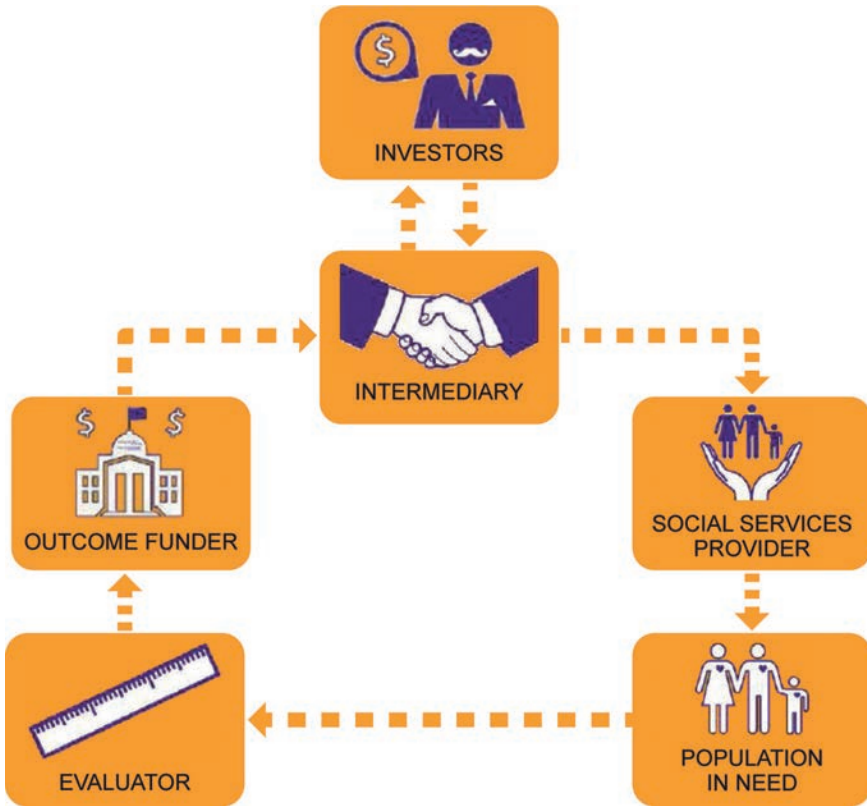 $
INVESTORS
INTERMEDIARY
$ $
OUTCOME FUNDER
SOCIAL SERVICES
PROVIDER
EVALUATOR
POPULATION
IN NEED